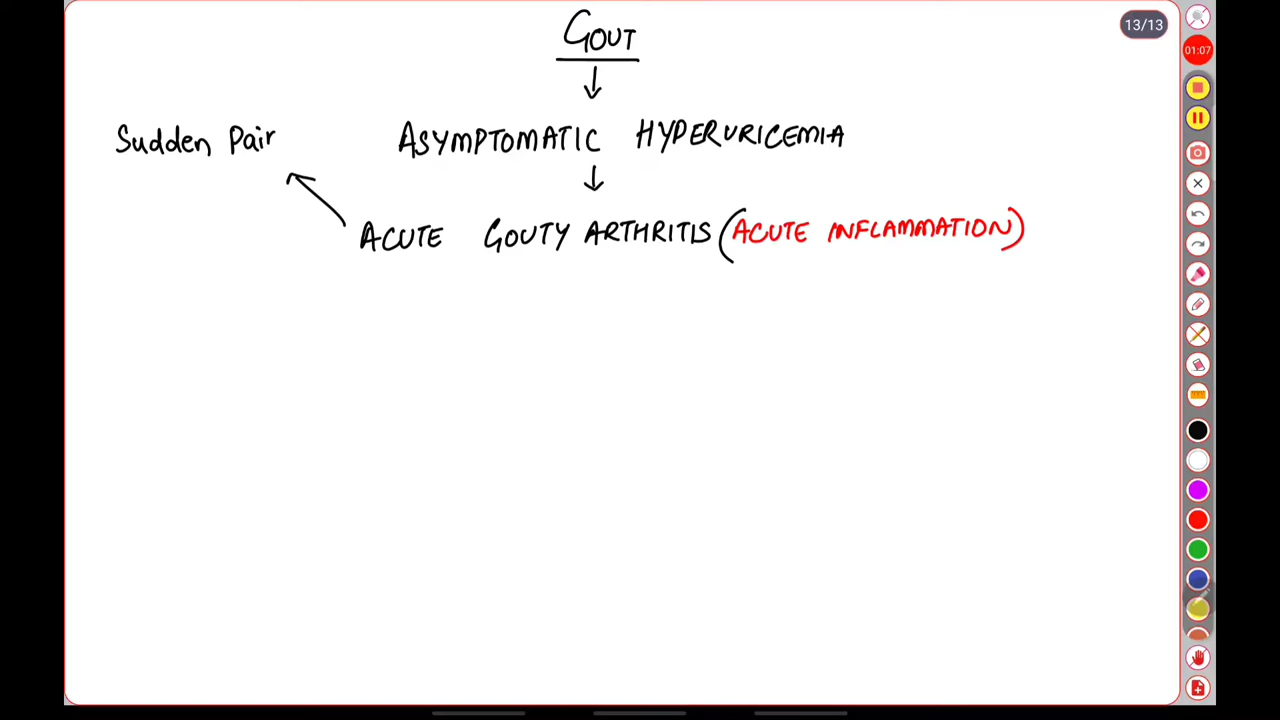 GOUT
13/13
01:07
Sudden Pair
ASYMPTOMATIC HYPERURICEMIA
ACUTE GOUTY ARTHRITIS (ACUTE INFLAMMATION)